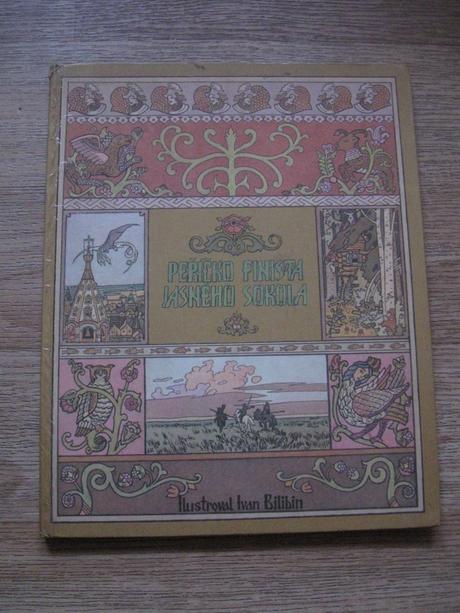 PEŘÍČKO FINISTA
JASNÉHO SOKOLA
Ilustroval Ivan Bilibin